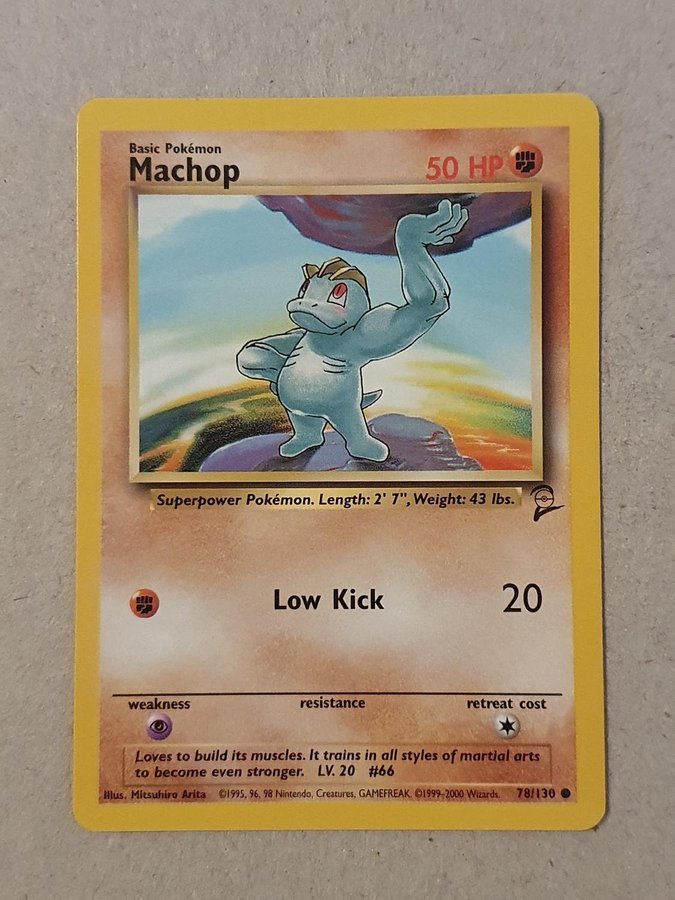 Basic Pokémon
Machop
50 HP
Superpower Pokémon. Length: 2' 7", Weight: 43 lbs.
Low Kick 20
weakness resistance retreat cost
Loves to build its muscles. It trains in all styles of martial arts
to become even stronger. LV. 20 #66
Illus. Mitsuhiro Arita ©1995, 96, 98 Nintendo, Creatures, GAMEFREAK. ©1999-2000 Wizards. 78/130